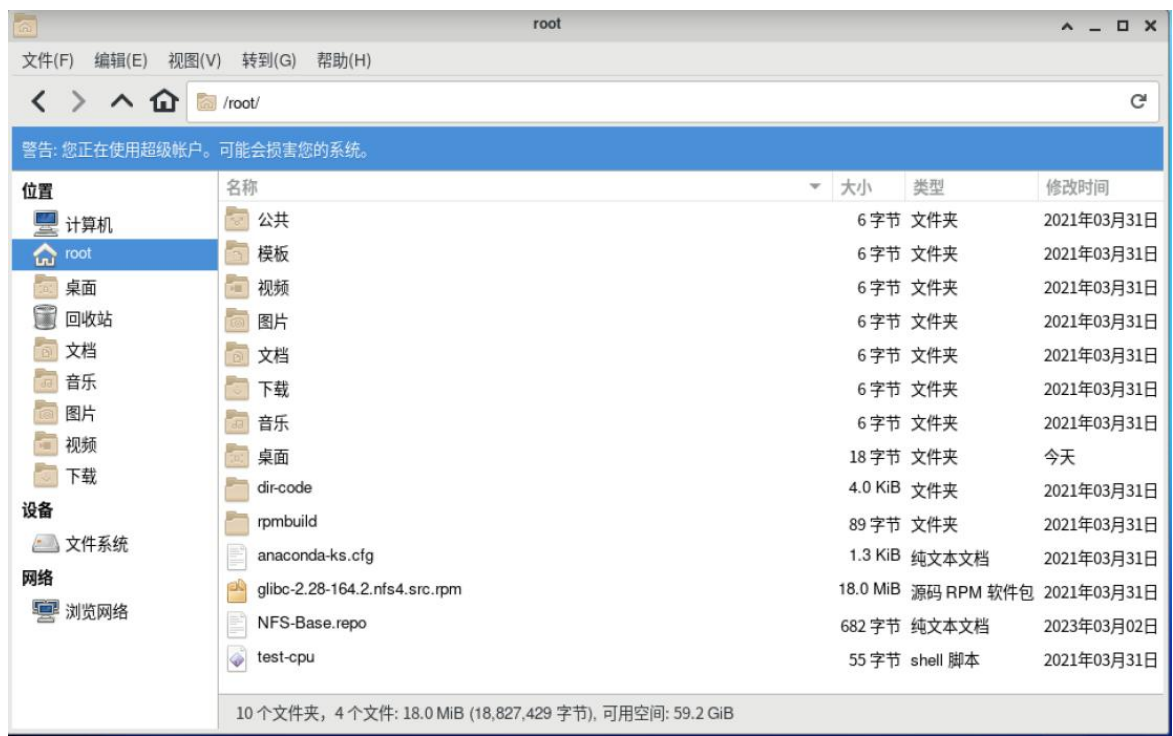 root
文件(F) 编辑(E) 视图(V) 转到(G) 帮助(H)
/root/
警告: 您正在使用超级帐户。可能会损害您的系统。
位置
计算机
root
桌面
回收站
文档
音乐
图片
视频
下载
设备
文件系统
网络
浏览网络
名称 大小 类型 修改时间
公共 6 字节 文件夹 2021年03月31日
模板 6 字节 文件夹 2021年03月31日
视频 6 字节 文件夹 2021年03月31日
图片 6 字节 文件夹 2021年03月31日
文档 6 字节 文件夹 2021年03月31日
下载 6 字节 文件夹 2021年03月31日
音乐 6 字节 文件夹 2021年03月31日
桌面 18 字节 文件夹 今天
dir-code 4.0 KiB 文件夹 2021年03月31日
rpmbuild 89 字节 文件夹 2021年03月31日
anaconda-ks.cfg 1.3 KiB 纯文本文档 2021年03月31日
glibc-2.28-164.2.nfs4.src.rpm 18.0 MiB 源码 RPM 软件包 2021年03月31日
NFS-Base.repo 682 字节 纯文本文档 2023年03月02日
test-cpu 55 字节 shell 脚本 2021年03月31日
10 个文件夹，4 个文件: 18.0 MiB (18,827,429 字节), 可用空间: 59.2 GiB